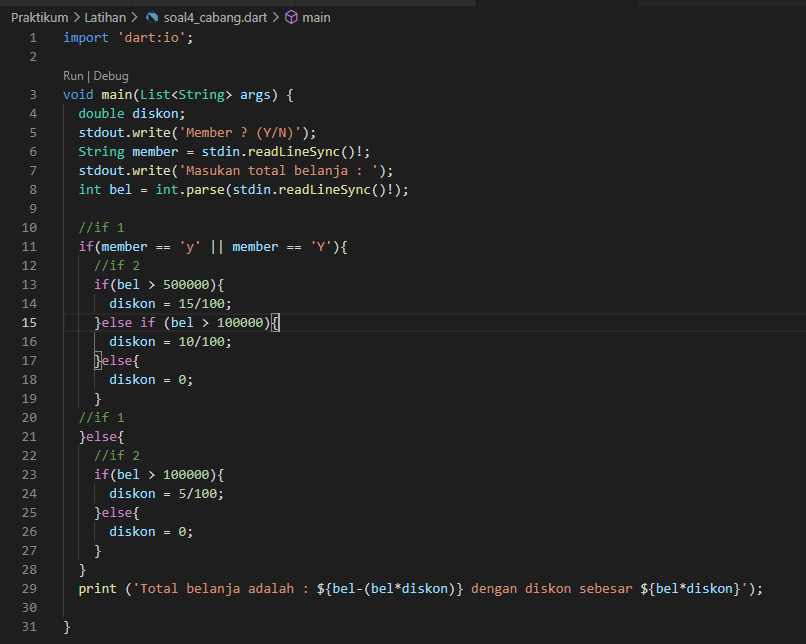 Praktikum > Latihan > soal4_cabang.dart > main
1 import 'dart:io';
2
Run | Debug
3 void main(List<String> args) {
4   double diskon;
5   stdout.write('Member ? (Y/N)');
6   String member = stdin.readLineSync()!;
7   stdout.write('Masukan total belanja : ');
8   int bel = int.parse(stdin.readLineSync()!);
9
10   //if 1
11   if(member == 'y' || member == 'Y'){
12     //if 2
13     if(bel > 500000){
14       diskon = 15/100;
15     }else if (bel > 100000){
16       diskon = 10/100;
17     }else{
18       diskon = 0;
19     }
20   //if 1
21   }else{
22     //if 2
23     if(bel > 100000){
24       diskon = 5/100;
25     }else{
26       diskon = 0;
27     }
28   }
29   print ('Total belanja adalah : ${bel-(bel*diskon)} dengan diskon sebesar ${bel*diskon}');
30
31 }